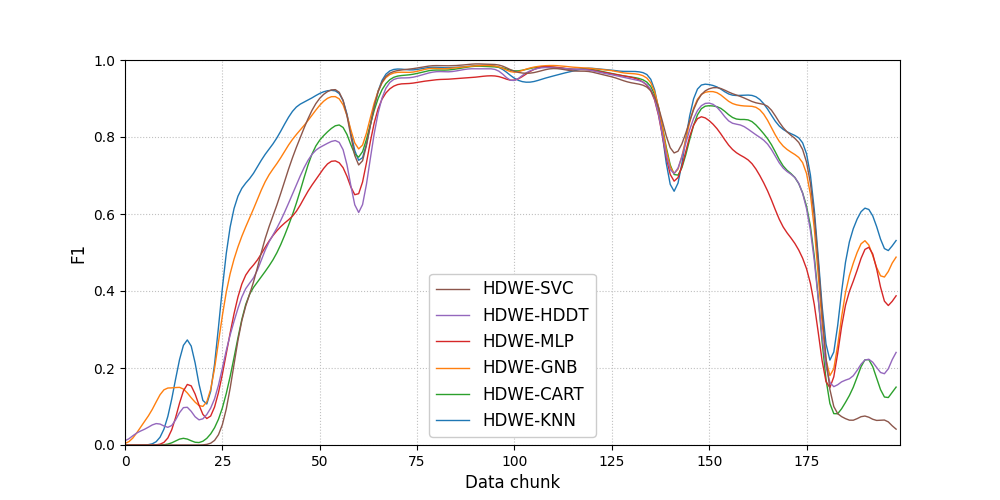 1.0
0.8
0.6
0.4
0.2
0.0
F1
HDWE-SVC
HDWE-HDDT
HDWE-MLP
HDWE-GNB
HDWE-CART
HDWE-KNN
0 25 50 75 100 125 150 175
Data chunk